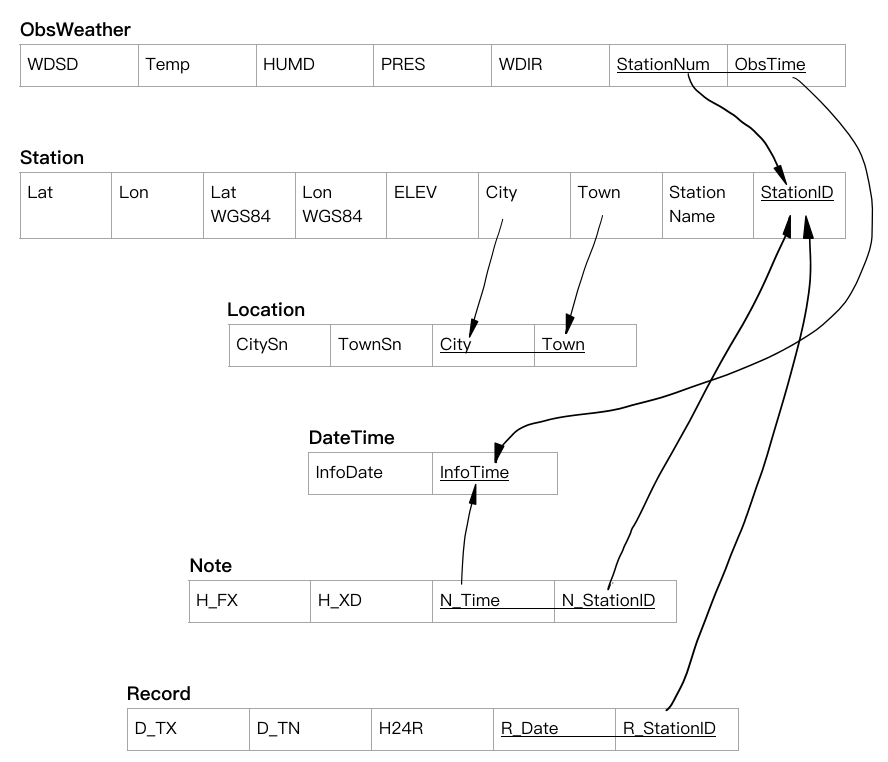 ObsWeather
WDSD Temp HUMD PRES WDIR StationNum ObsTime
Station
Lat Lon Lat Lon ELEV City Town Station StationID
WGS84 WGS84 Name
Location
CitySn TownSn City Town
DateTime
InfoDate InfoTime
Note
H_FX H_XD N_Time N_StationID
Record
D_TX D_TN H24R R_Date R_StationID